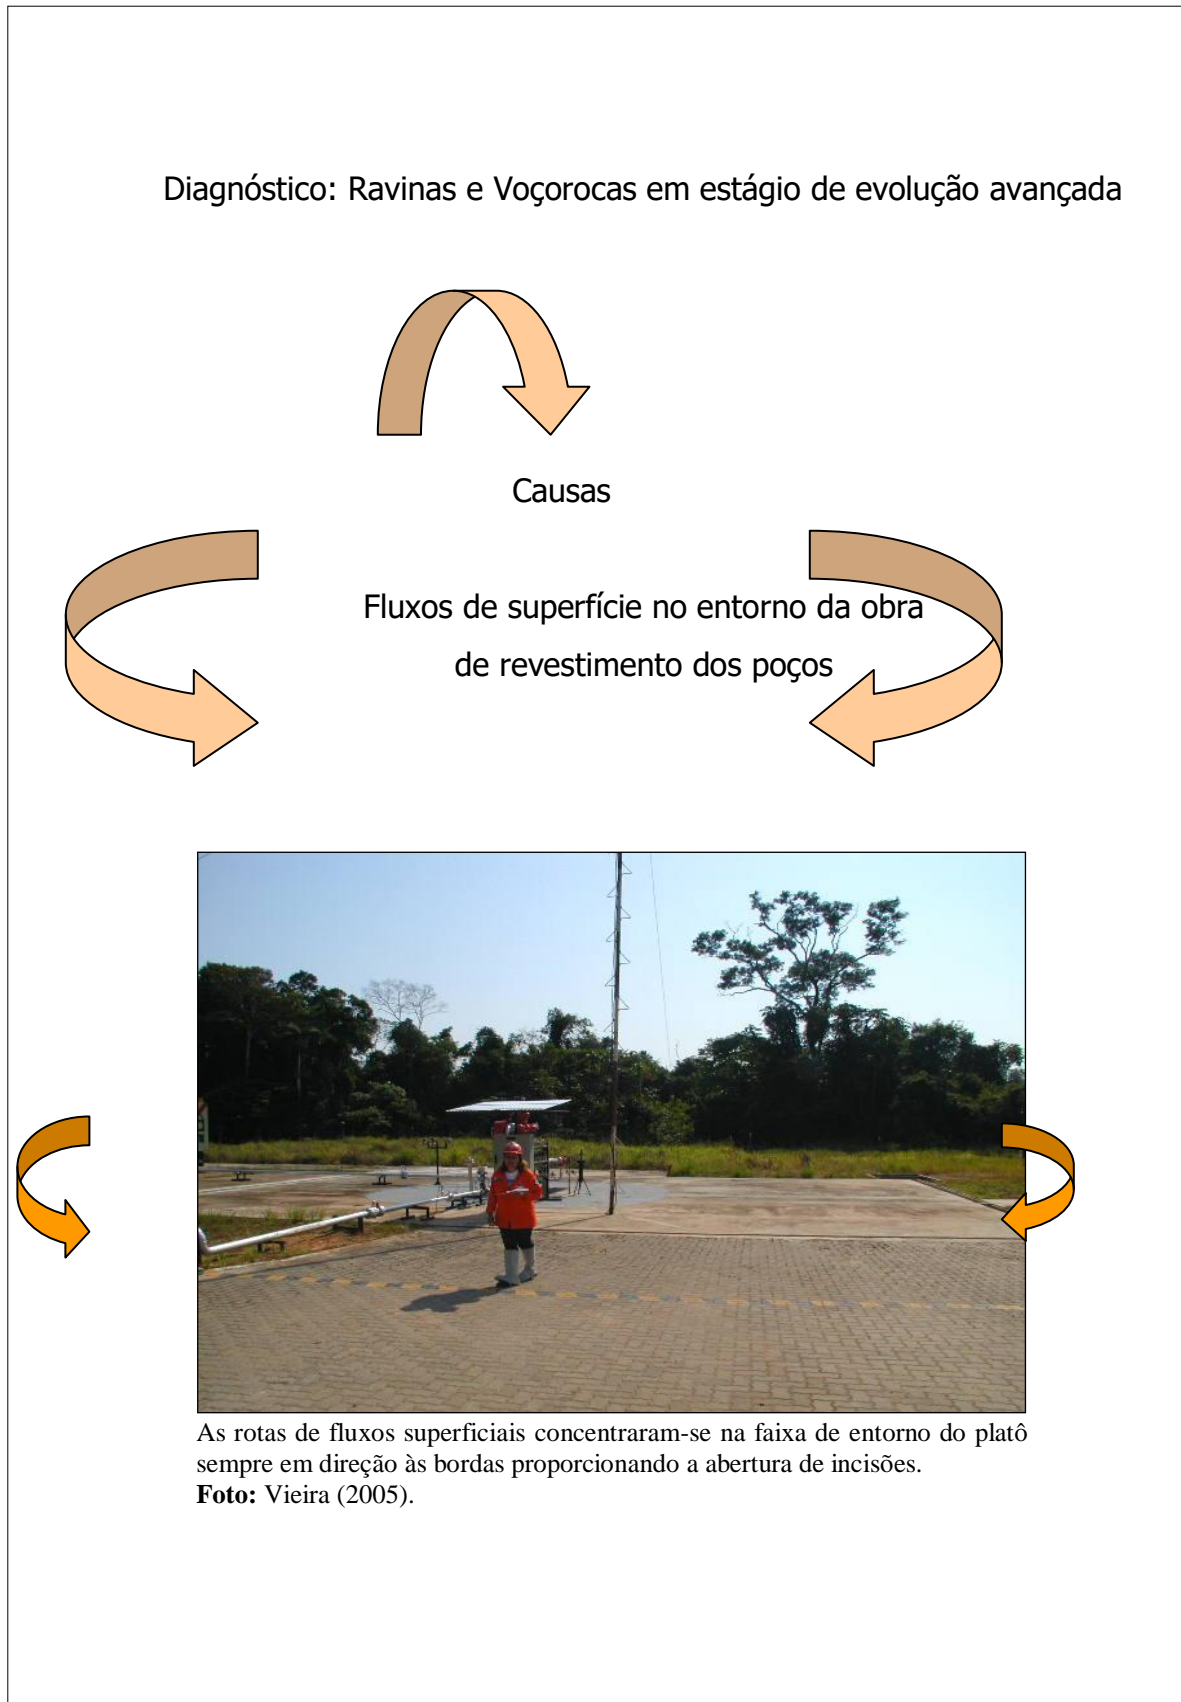 Diagnóstico: Ravinas e Voçorocas em estágio de evolução avançada
Causas
Fluxos de superfície no entorno da obra
de revestimento dos poços
As rotas de fluxos superficiais concentraram-se na faixa de entorno do platô
sempre em direção às bordas proporcionando a abertura de incisões.
Foto: Vieira (2005).